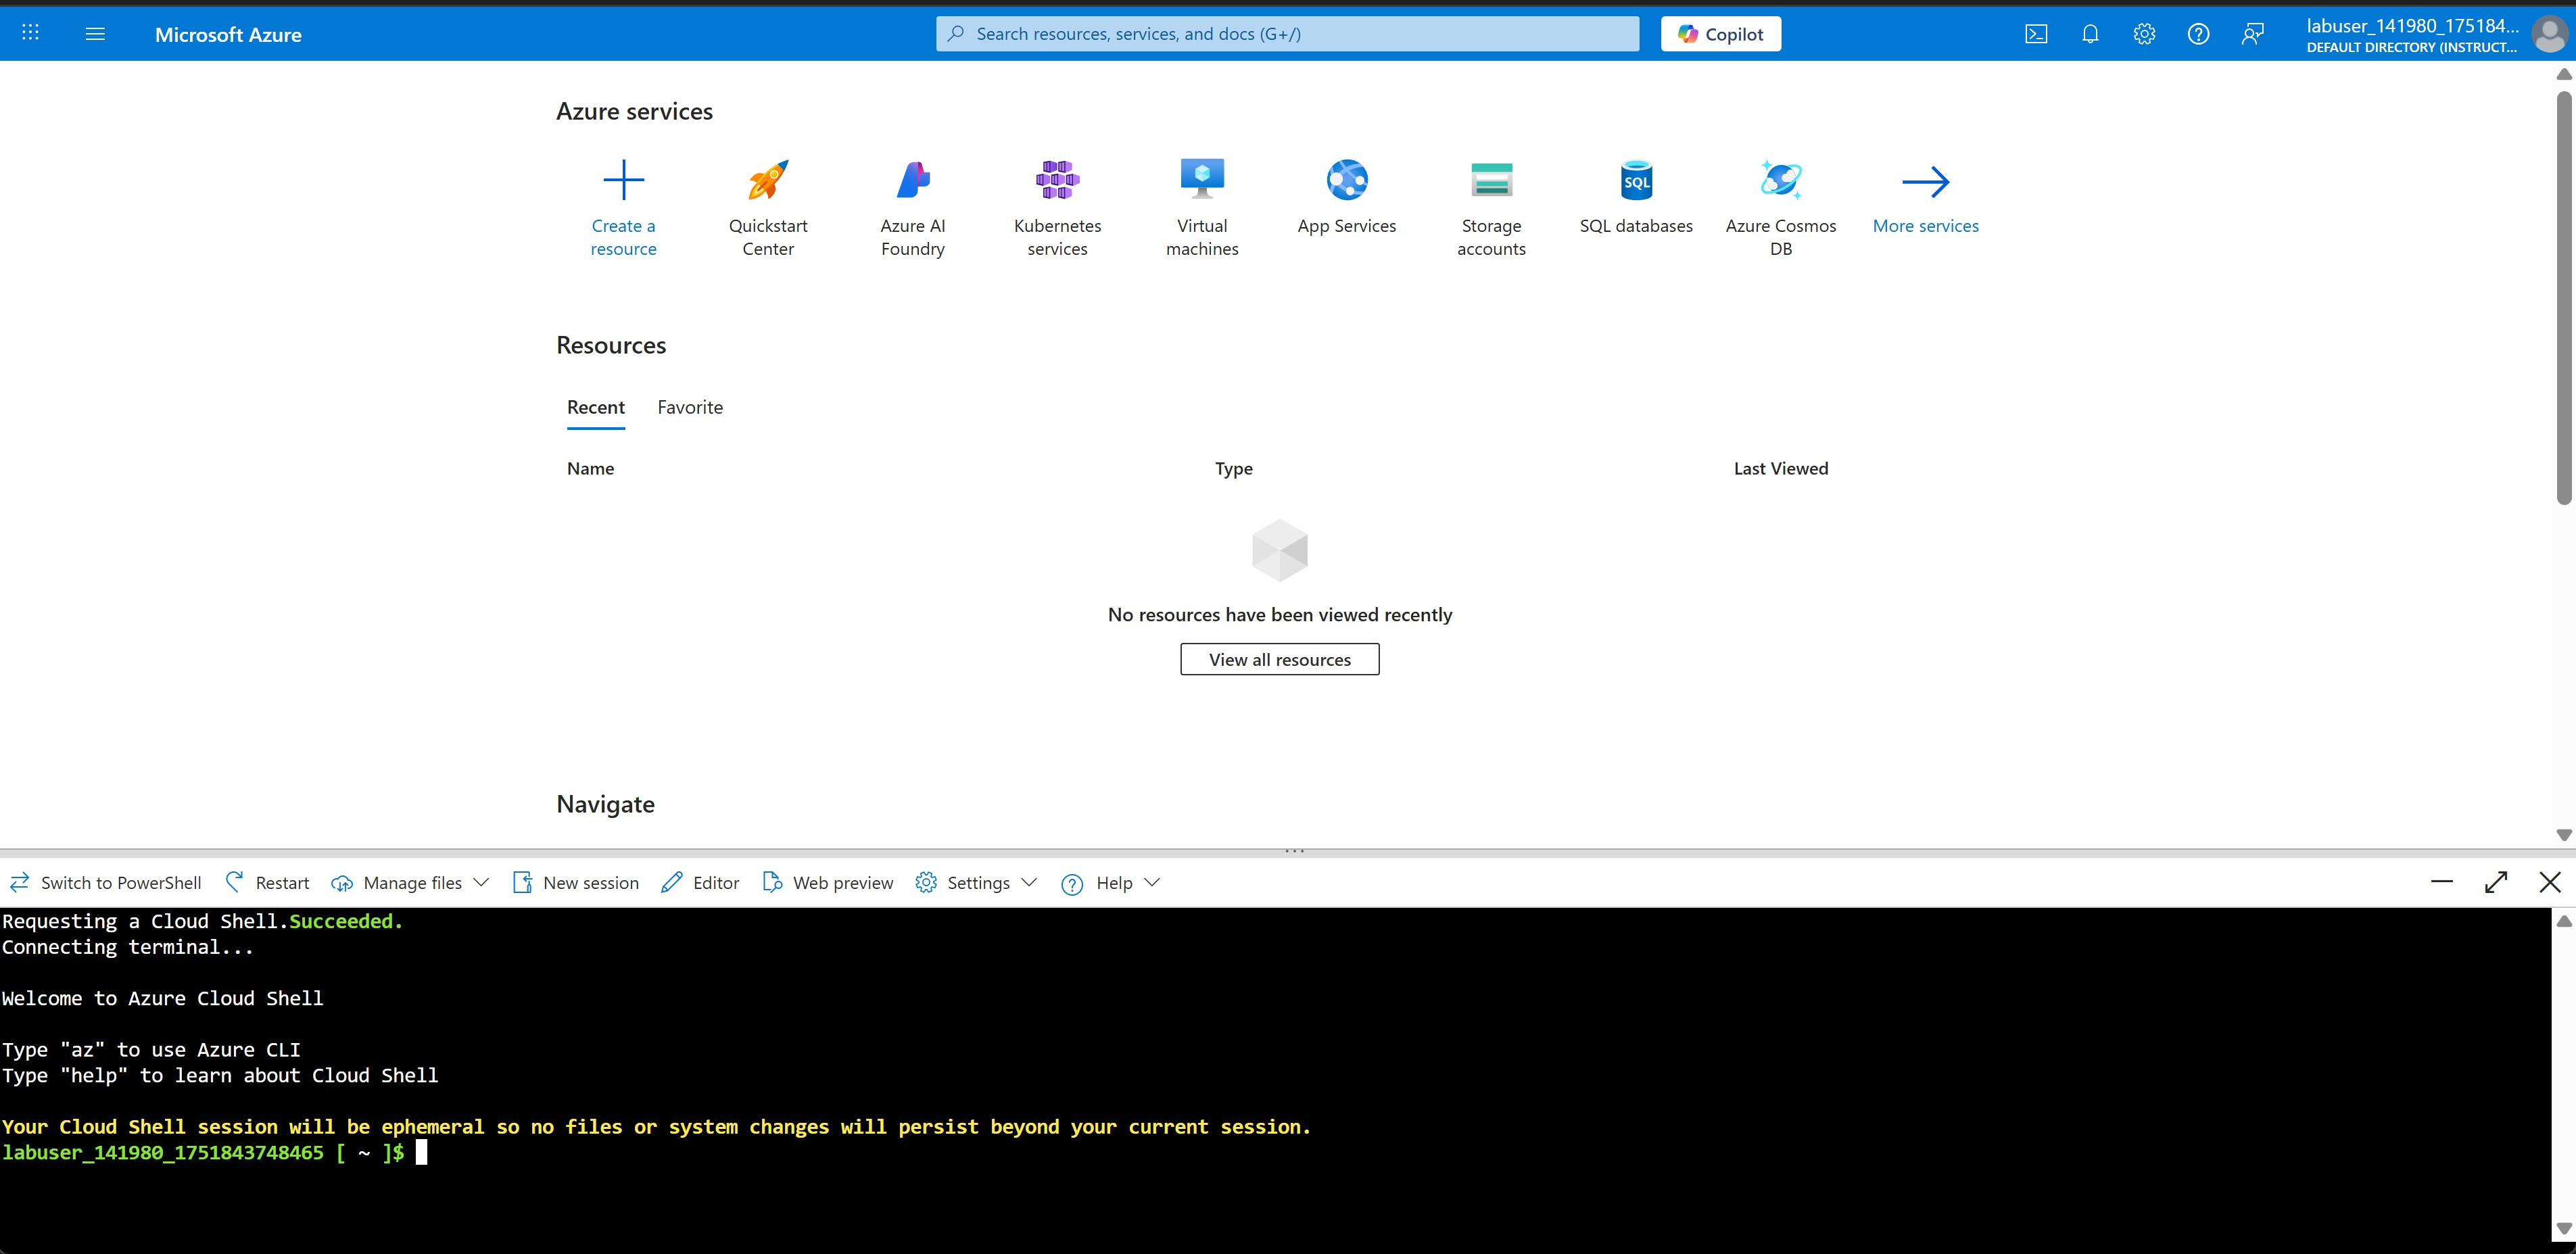 Microsoft Azure
Search resources, services, and docs (G+/)
Copilot
labuser_141980_175184...
DEFAULT DIRECTORY (INSTRUCT...
Azure services
Create a resource
Quickstart Center
Azure AI Foundry
Kubernetes services
Virtual machines
App Services
Storage accounts
SQL
SQL databases
Azure Cosmos DB
More services
Resources
Recent
Favorite
Name
Type
Last Viewed
No resources have been viewed recently
View all resources
Navigate
Switch to PowerShell
Restart
Manage files
New session
Editor
Web preview
Settings
Help
Requesting a Cloud Shell.Succeeded.
Connecting terminal...
Welcome to Azure Cloud Shell
Type "az" to use Azure CLI
Type "help" to learn about Cloud Shell
Your Cloud Shell session will be ephemeral so no files or system changes will persist beyond your current session.
labuser_141980_1751843748465 [ ~ ]$